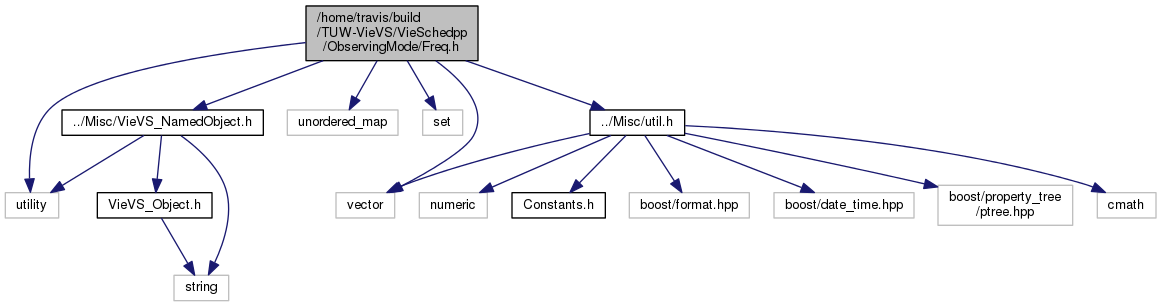 /home/travis/build
/TUW-VieVS/VieSchedpp
/ObservingMode/Freq.h
../Misc/VieVS_NamedObject.h
unordered_map
set
../Misc/util.h
utility
VieVS_Object.h
vector
numeric
Constants.h
boost/format.hpp
boost/date_time.hpp
boost/property_tree
/ptree.hpp
cmath
string